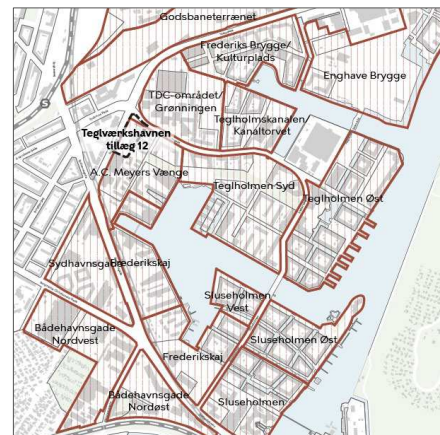 Godsbaneterrænet
Frederiks Brygge/
Kulturplads
Enghave Brygge
TDC-området/
Grønningen
Teglholmskanalen
Kanaltorvet
Teglværkshavnen
tillæg 12
A.C. Meyers Vænge
Teglholmen Syd
Teglholmen Øst
Sydhavnsgade
Frederikskaj
Sluseholmen
Vest
Bådehavnsgade
Nordvest
Sluseholmen Øst
Frederikskaj
Bådehavnsgade
Nordøst
Sluseholmen
S